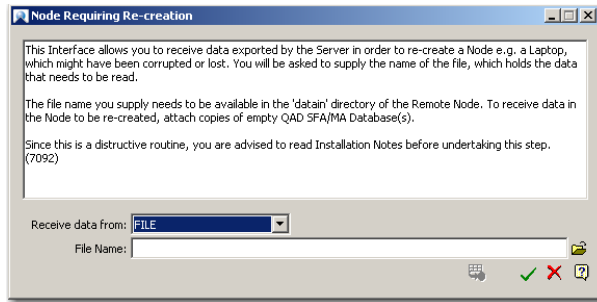 Node Requiring Re-creation
This Interface allows you to receive data exported by the Server in order to re-create a Node e.g. a Laptop,
which might have been corrupted or lost. You will be asked to supply the name of the file, which holds the data
that needs to be read.
The file name you supply needs to be available in the 'datain' directory of the Remote Node. To receive data in
the Node to be re-created, attach copies of empty QAD SFA/MA Database(s).
Since this is a distructive routine, you are advised to read Installation Notes before undertaking this step.
(7092)
Receive data from: FILE
File Name: